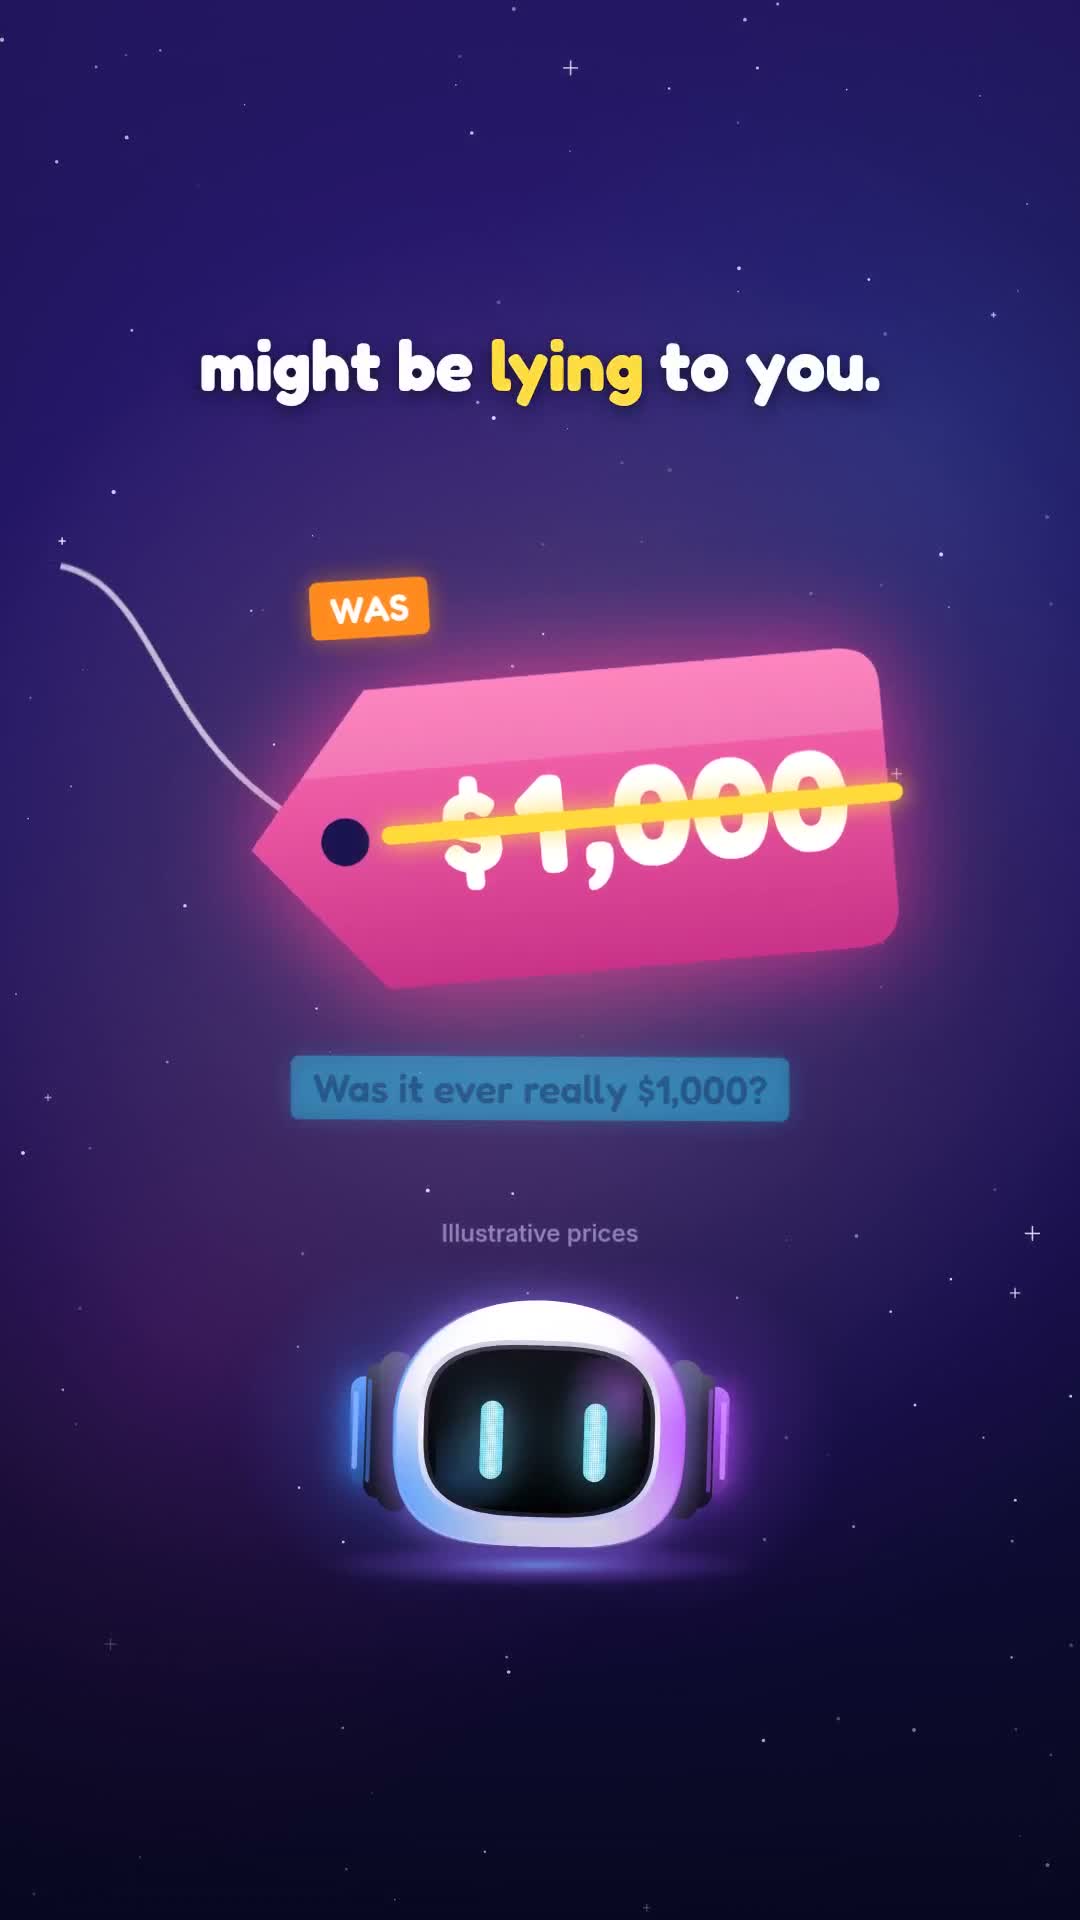 might be lying to you.
WAS
$1,000
Was it ever really $1,000?
Illustrative prices